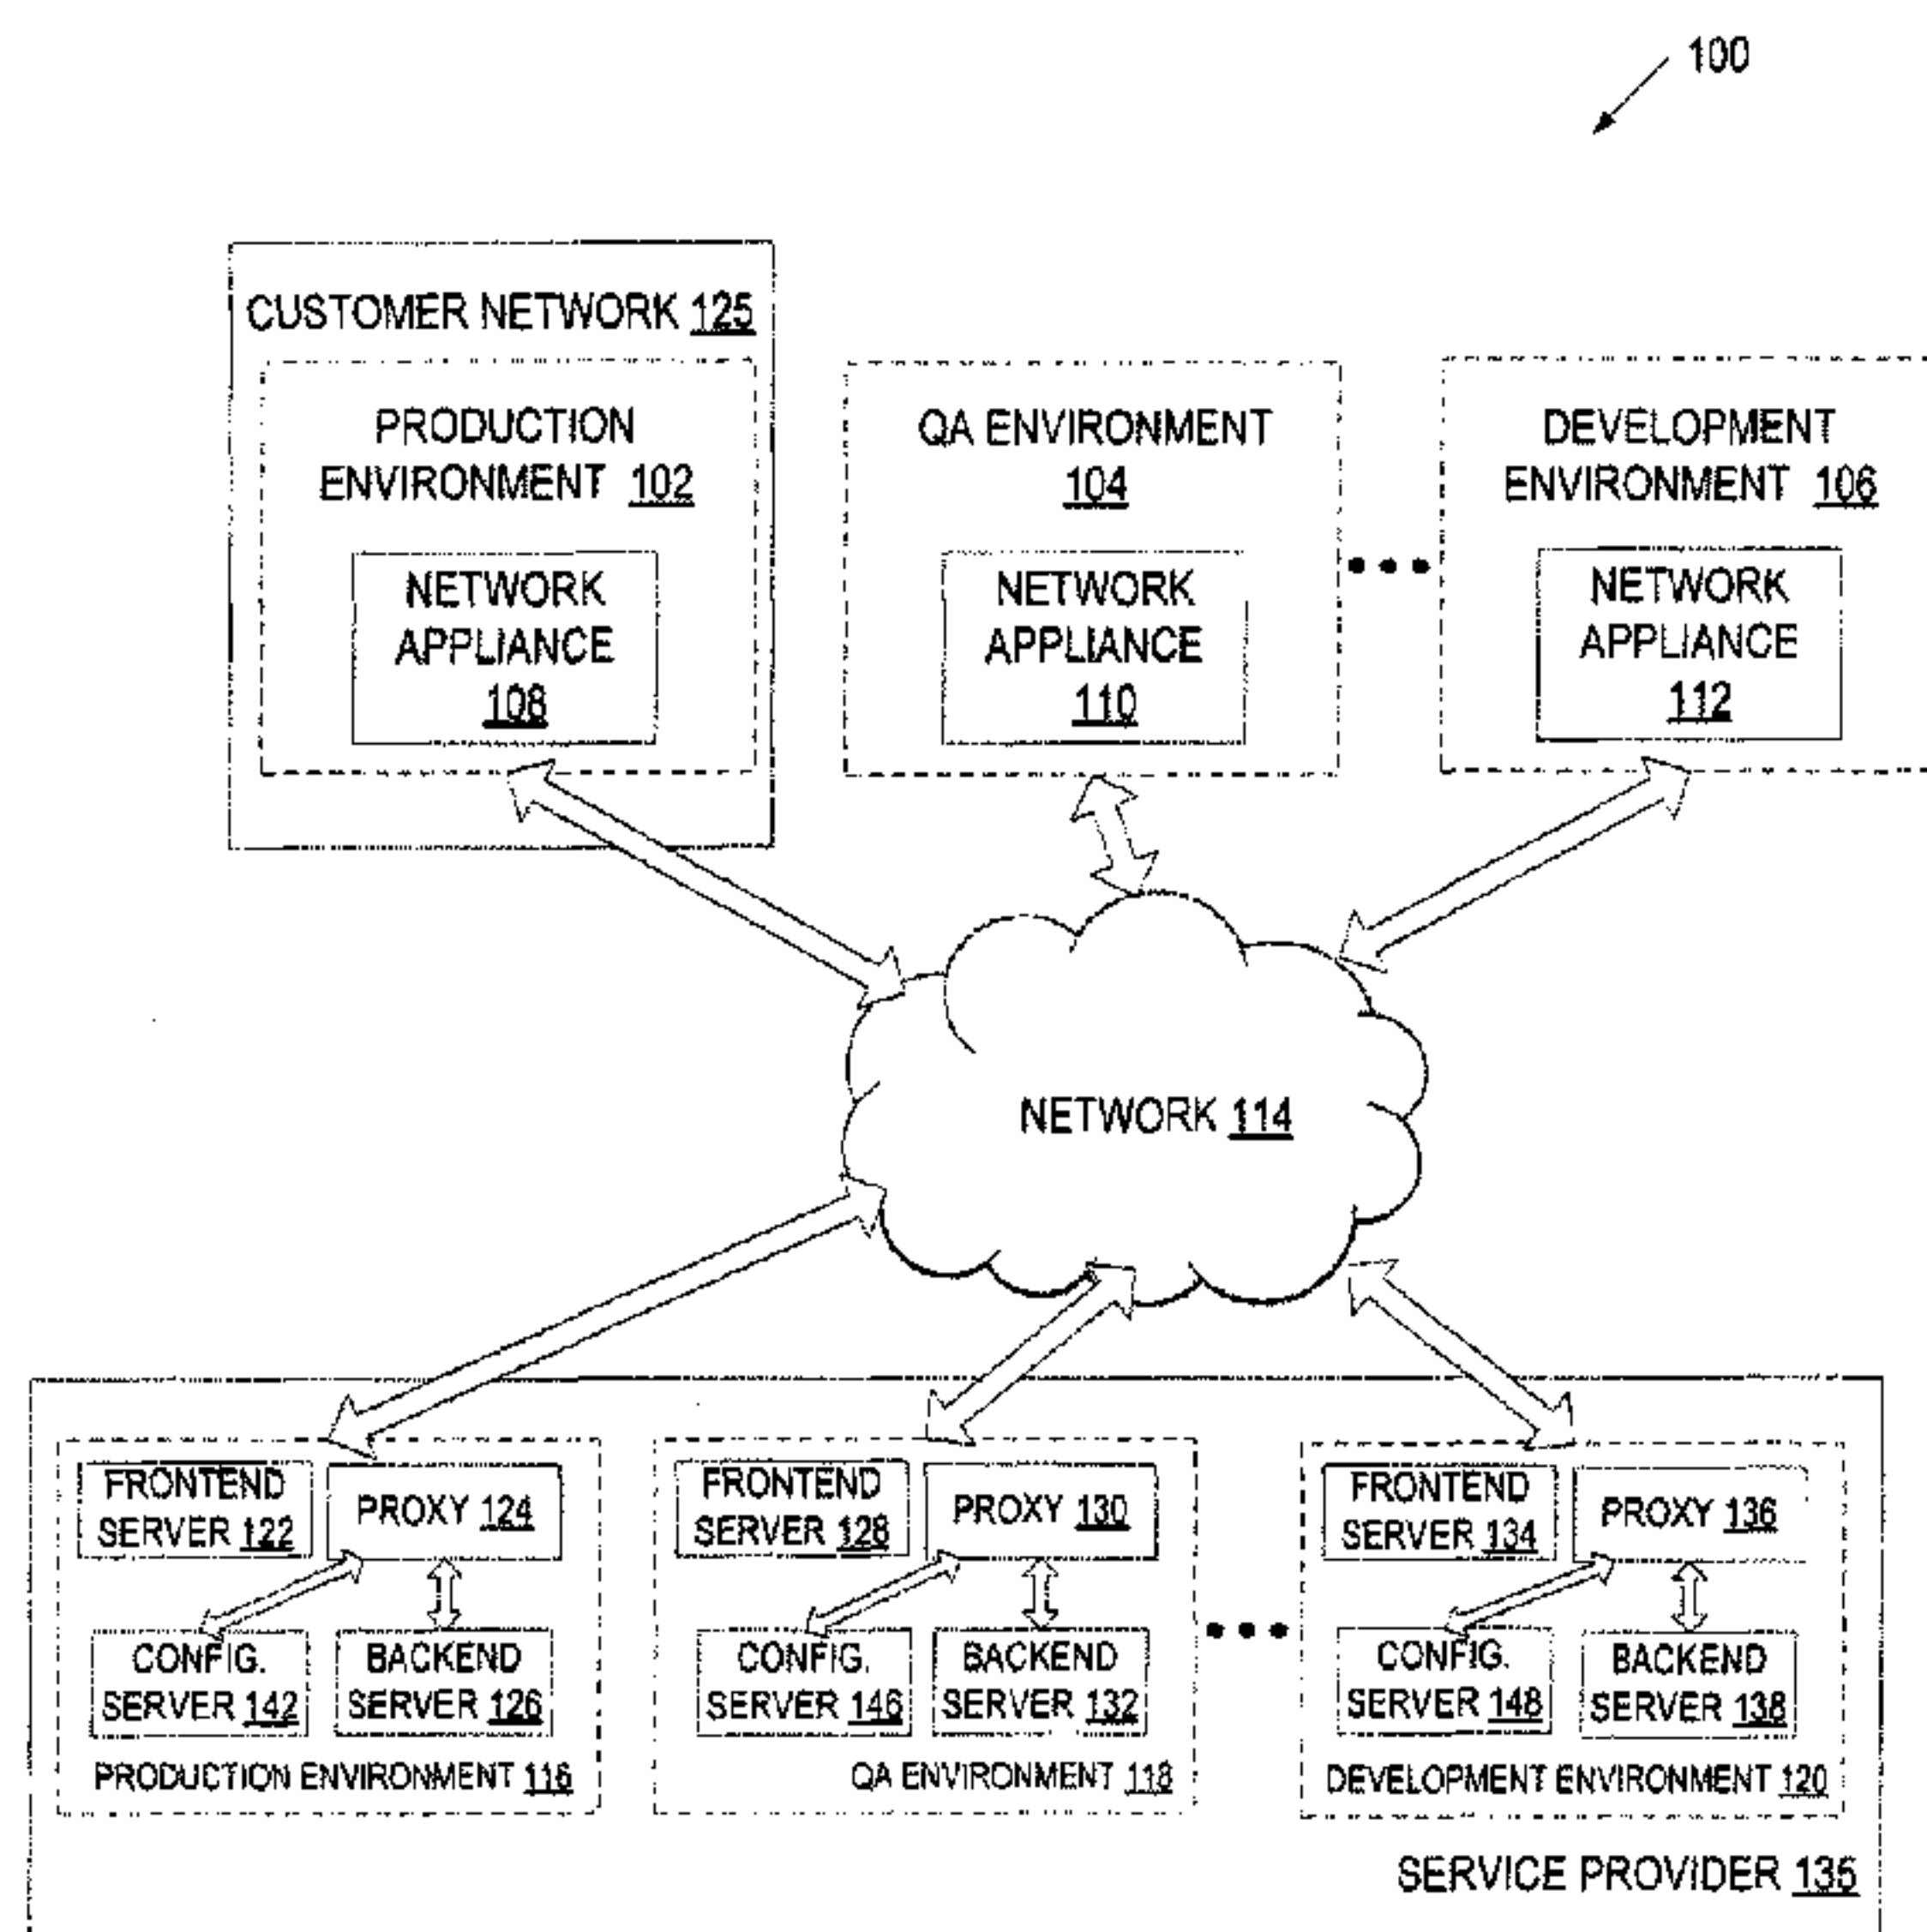 100
CUSTOMER NETWORK 125
PRODUCTION
ENVIRONMENT 102
NETWORK
APPLIANCE
108
QA ENVIRONMENT
104
NETWORK
APPLIANCE
110
DEVELOPMENT
ENVIRONMENT 106
NETWORK
APPLIANCE
112
NETWORK 114
FRONTEND
SERVER 122
PROXY 124
CONFIG.
SERVER 142
BACKEND
SERVER 126
PRODUCTION ENVIRONMENT 116
FRONTEND
SERVER 128
PROXY 130
CONFIG.
SERVER 146
BACKEND
SERVER 132
QA ENVIRONMENT 118
FRONTEND
SERVER 134
PROXY 136
CONFIG.
SERVER 148
BACKEND
SERVER 138
DEVELOPMENT ENVIRONMENT 120
SERVICE PROVIDER 135